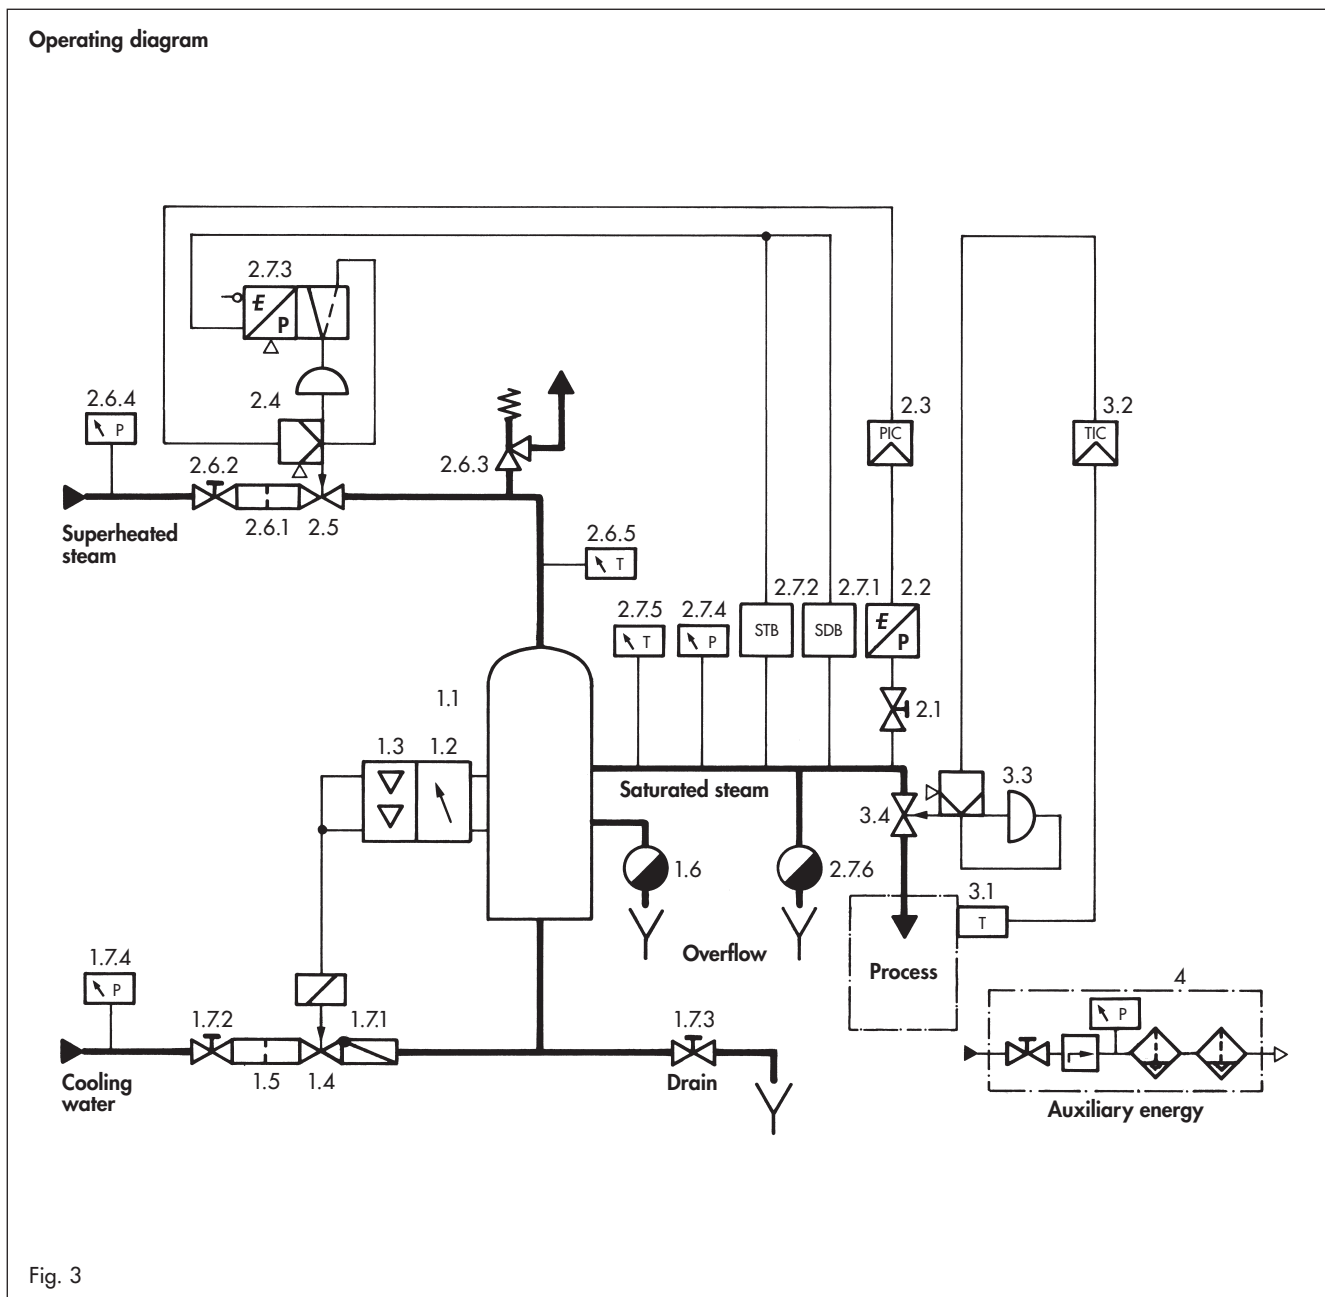 Operating diagram
2.7.3
E
P
2.6.4
P
2.4
2.3
PIC
3.2
TIC
2.6.2
2.6.3
Superheated
steam
2.6.1
2.5
2.6.5
T
2.7.5
T
2.7.4
P
2.7.2
STB
2.7.1
SDB
2.2
E
P
1.1
2.1
1.3
1.2
Saturated steam
3.3
3.4
1.6
2.7.6
3.1
T
Overflow
Process
1.7.4
P
4
P
1.7.2
1.7.1
1.7.3
Cooling
water
1.5
1.4
Drain
Auxiliary energy
Fig. 3